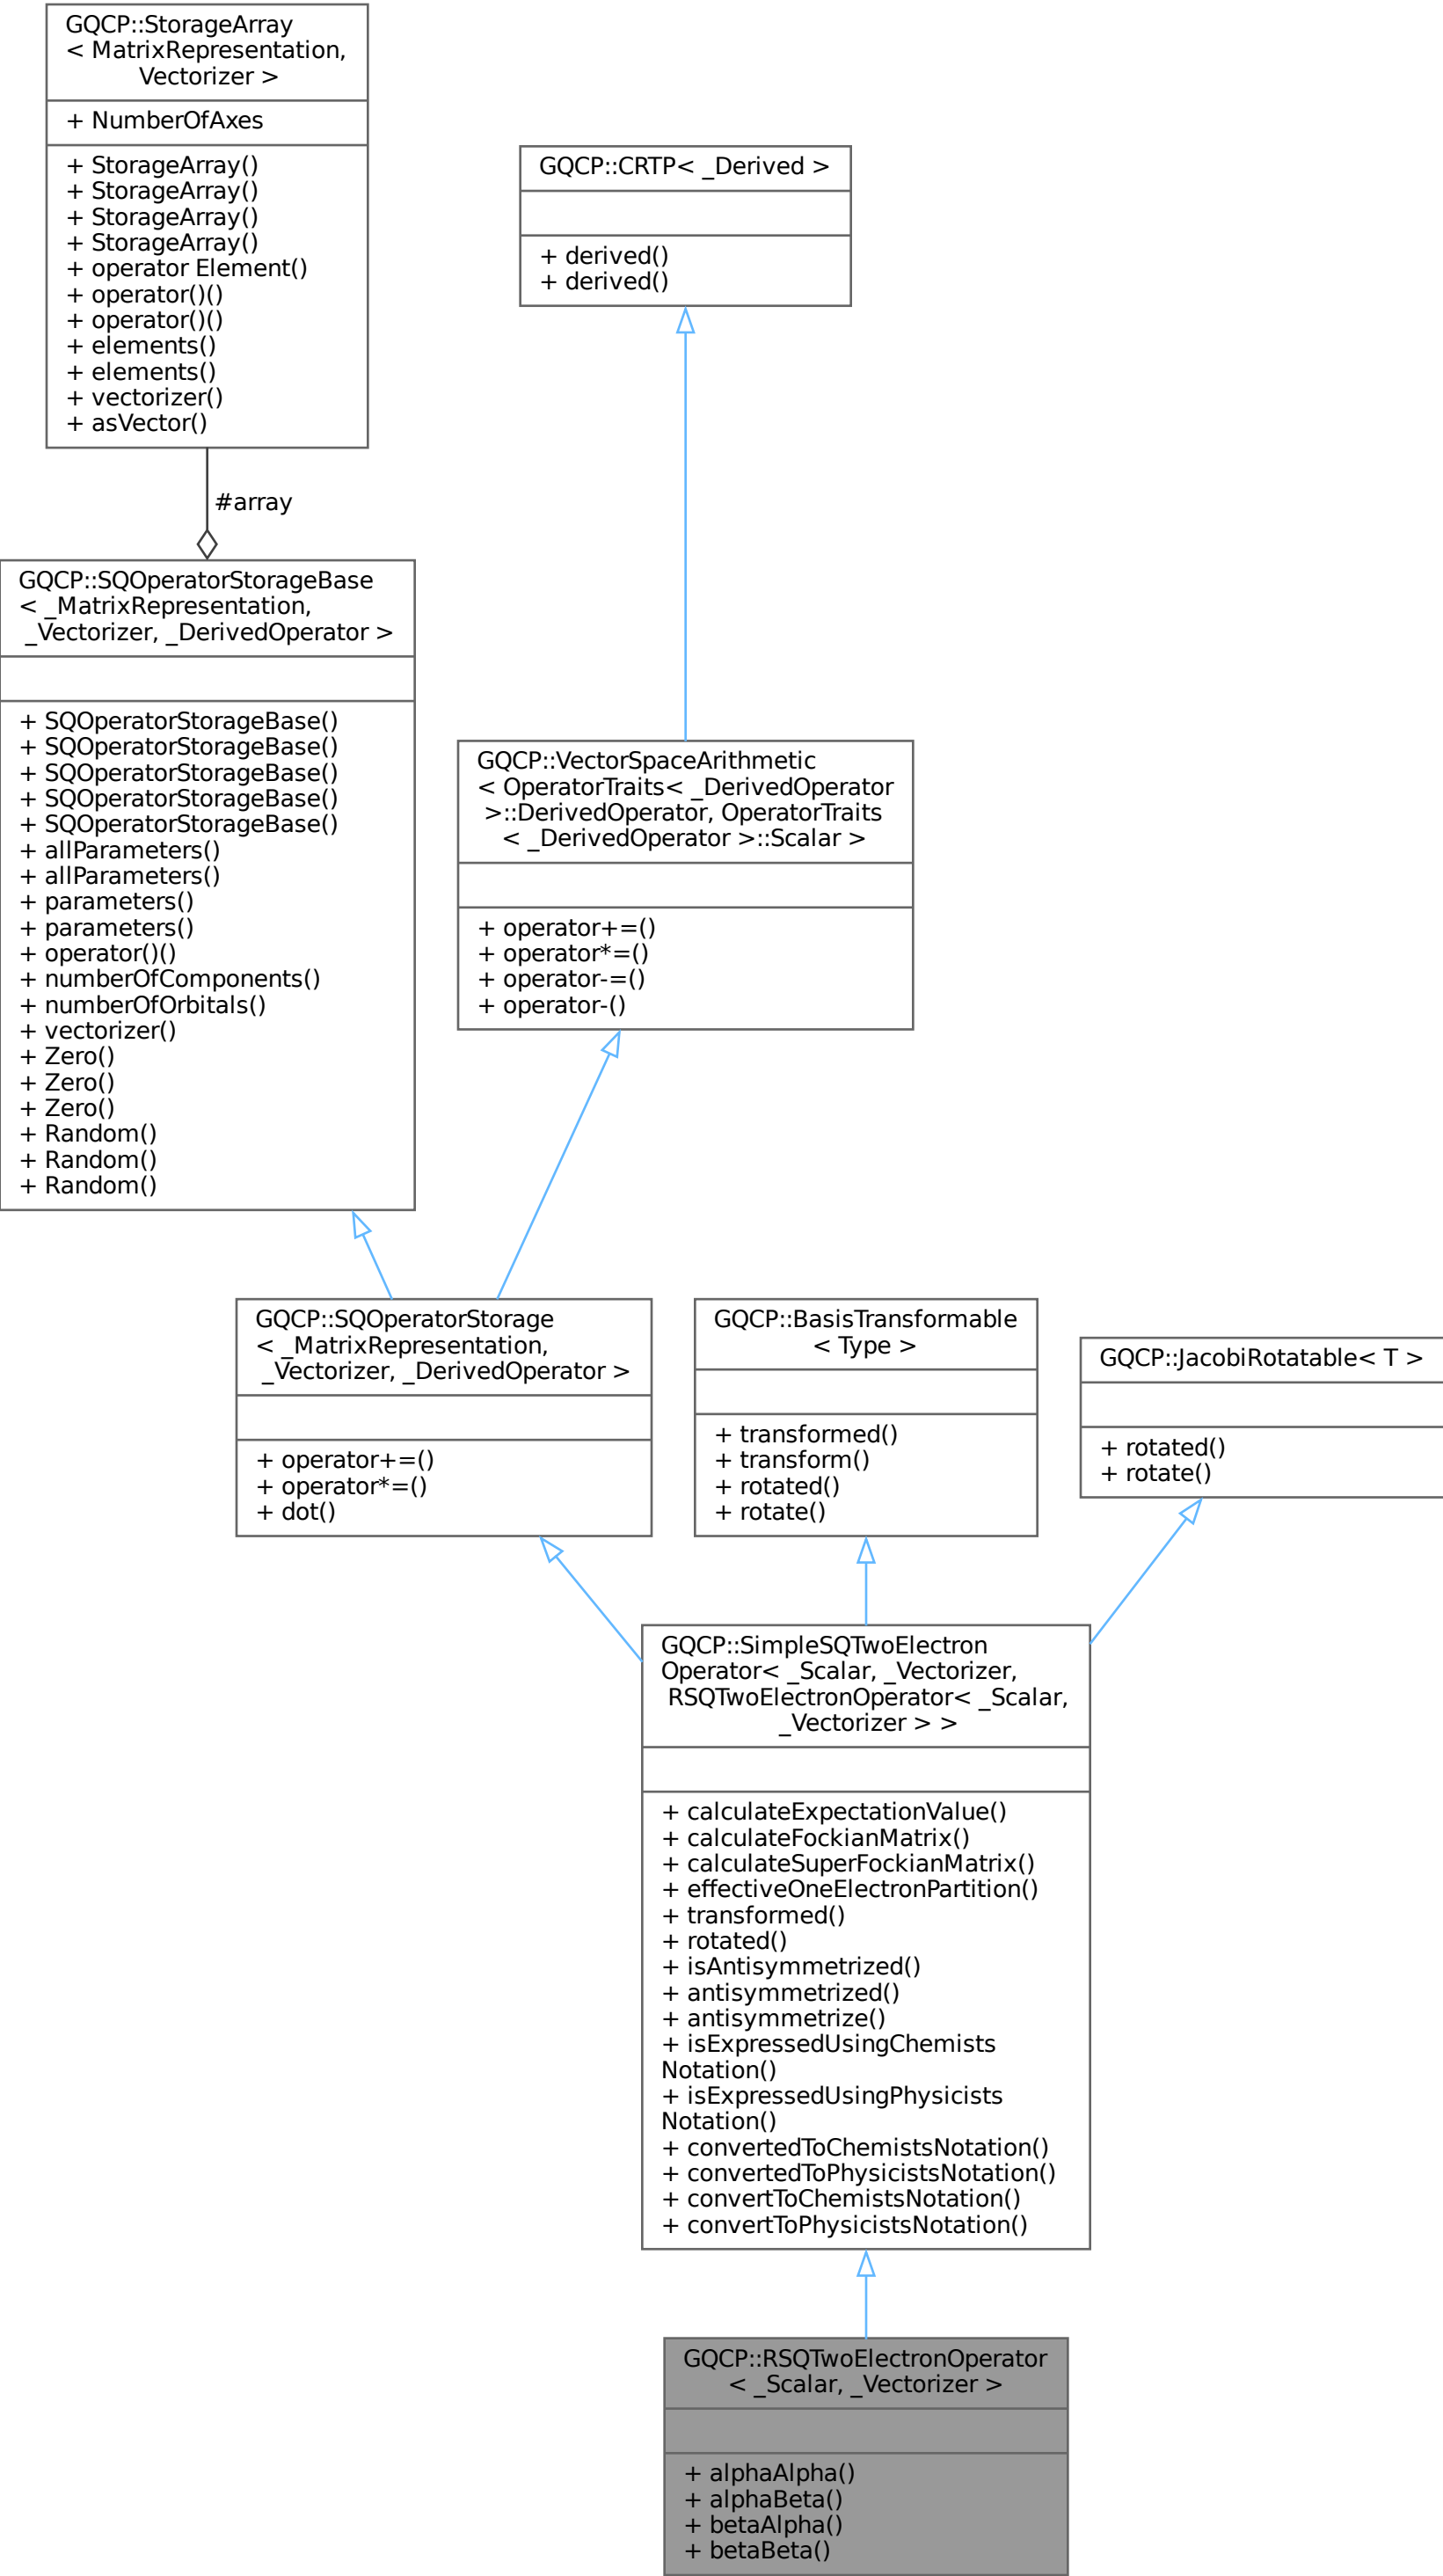 GQCP::StorageArray
< MatrixRepresentation,
Vectorizer >
+ NumberOfAxes
+ StorageArray()
+ StorageArray()
+ StorageArray()
+ StorageArray()
+ operator Element()
+ operator()()
+ operator()()
+ elements()
+ elements()
+ vectorizer()
+ asVector()
GQCP::CRTP< _Derived >
+ derived()
+ derived()
#array
GQCP::SQOperatorStorageBase
< _MatrixRepresentation,
_Vectorizer, _DerivedOperator >
+ SQOperatorStorageBase()
+ SQOperatorStorageBase()
+ SQOperatorStorageBase()
+ SQOperatorStorageBase()
+ SQOperatorStorageBase()
+ allParameters()
+ allParameters()
+ parameters()
+ parameters()
+ operator()()
+ numberOfComponents()
+ numberOfOrbitals()
+ vectorizer()
+ Zero()
+ Zero()
+ Zero()
+ Random()
+ Random()
+ Random()
GQCP::VectorSpaceArithmetic
< OperatorTraits< _DerivedOperator
>::DerivedOperator, OperatorTraits
< _DerivedOperator >::Scalar >
+ operator+=()
+ operator*=()
+ operator-=()
+ operator-()
GQCP::SQOperatorStorage
< _MatrixRepresentation,
_Vectorizer, _DerivedOperator >
+ operator+=()
+ operator*=()
+ dot()
GQCP::BasisTransformable
< Type >
+ transformed()
+ transform()
+ rotated()
+ rotate()
GQCP::JacobiRotatable< T >
+ rotated()
+ rotate()
GQCP::SimpleSQTwoElectron
Operator< _Scalar, _Vectorizer,
RSQTwoElectronOperator< _Scalar,
_Vectorizer > >
+ calculateExpectationValue()
+ calculateFockianMatrix()
+ calculateSuperFockianMatrix()
+ effectiveOneElectronPartition()
+ transformed()
+ rotated()
+ isAntisymmetrized()
+ antisymmetrized()
+ antisymmetrize()
+ isExpressedUsingChemists
Notation()
+ isExpressedUsingPhysicists
Notation()
+ convertedToChemistsNotation()
+ convertedToPhysicistsNotation()
+ convertToChemistsNotation()
+ convertToPhysicistsNotation()
GQCP::RSQTwoElectronOperator
< _Scalar, _Vectorizer >
+ alphaAlpha()
+ alphaBeta()
+ betaAlpha()
+ betaBeta()